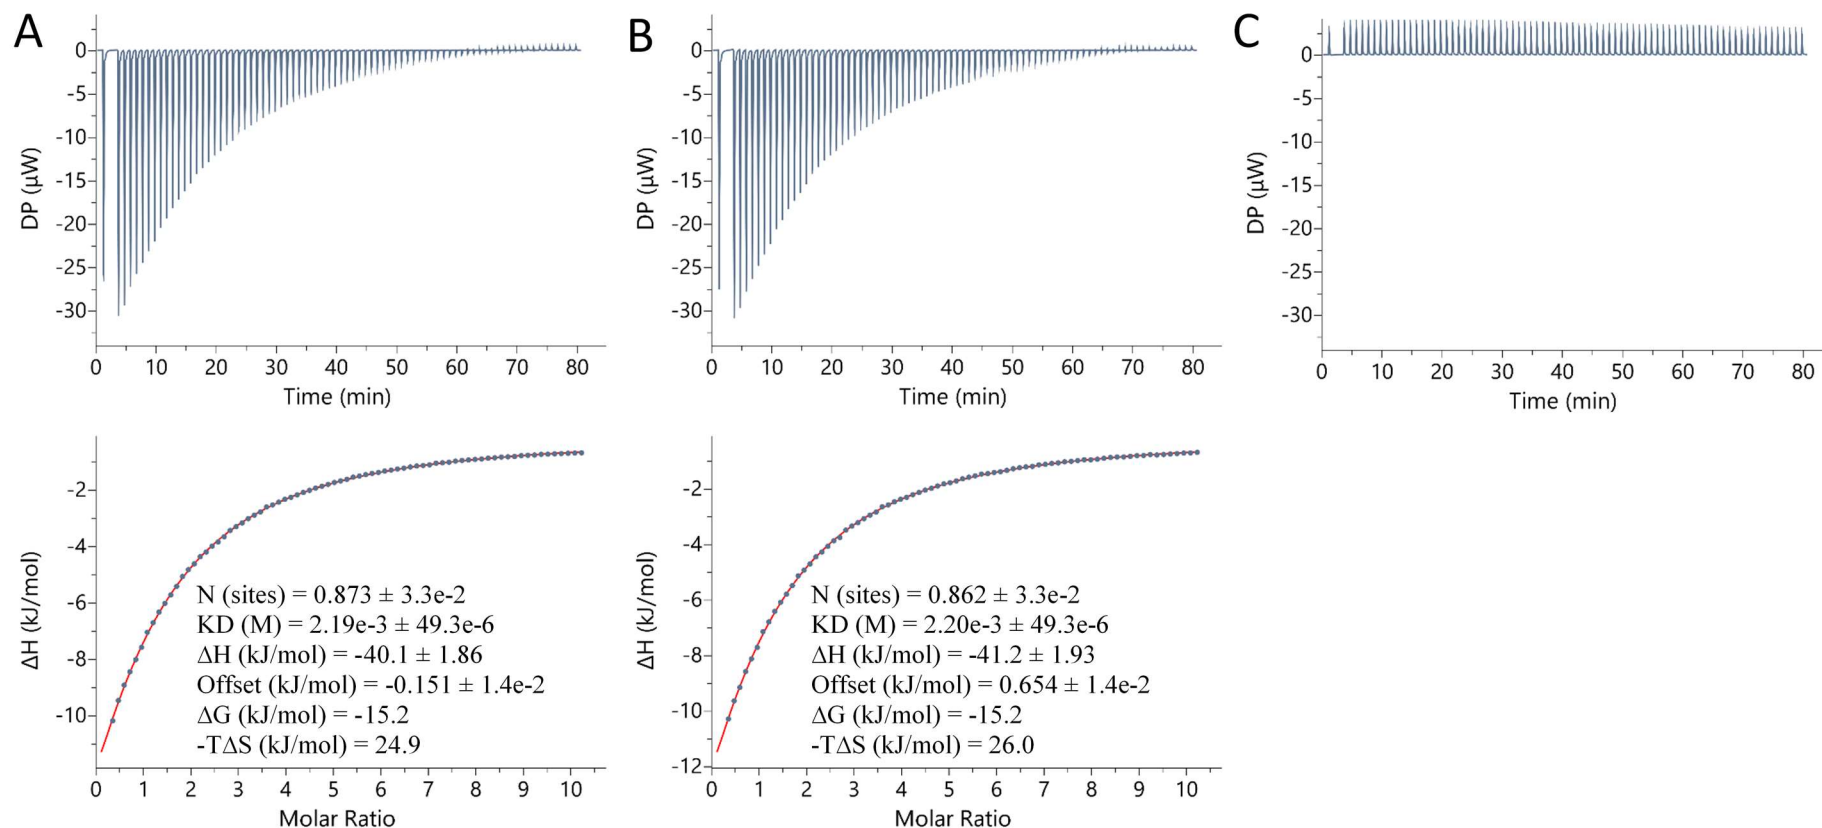 A
0
-5
-10
-15
-20
-25
-30
DP (µW)
0 10 20 30 40 50 60 70 80
Time (min)
B
0
-5
-10
-15
-20
-25
-30
DP (µW)
0 10 20 30 40 50 60 70 80
Time (min)
C
0
-5
-10
-15
-20
-25
-30
DP (µW)
0 10 20 30 40 50 60 70 80
Time (min)
-2
-4
-6
-8
-10
ΔH (kJ/mol)
N (sites) = 0.873 ± 3.3e-2
KD (M) = 2.19e-3 ± 49.3e-6
ΔH (kJ/mol) = -40.1 ± 1.86
Offset (kJ/mol) = -0.151 ± 1.4e-2
ΔG (kJ/mol) = -15.2
-TΔS (kJ/mol) = 24.9
0 1 2 3 4 5 6 7 8 9 10
Molar Ratio
-2
-4
-6
-8
-10
-12
ΔH (kJ/mol)
N (sites) = 0.862 ± 3.3e-2
KD (M) = 2.20e-3 ± 49.3e-6
ΔH (kJ/mol) = -41.2 ± 1.93
Offset (kJ/mol) = 0.654 ± 1.4e-2
ΔG (kJ/mol) = -15.2
-TΔS (kJ/mol) = 26.0
0 1 2 3 4 5 6 7 8 9 10
Molar Ratio